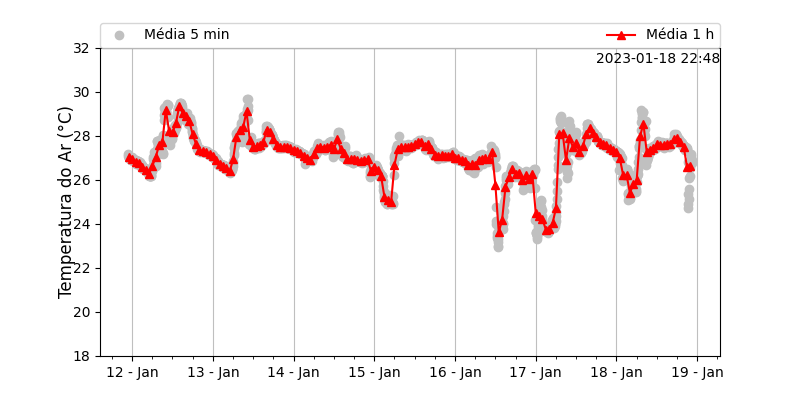 Média 5 min
Média 1 h
2023-01-18 22:48
Temperatura do Ar (°C)
32
30
28
26
24
22
20
18
12 - Jan
13 - Jan
14 - Jan
15 - Jan
16 - Jan
17 - Jan
18 - Jan
19 - Jan